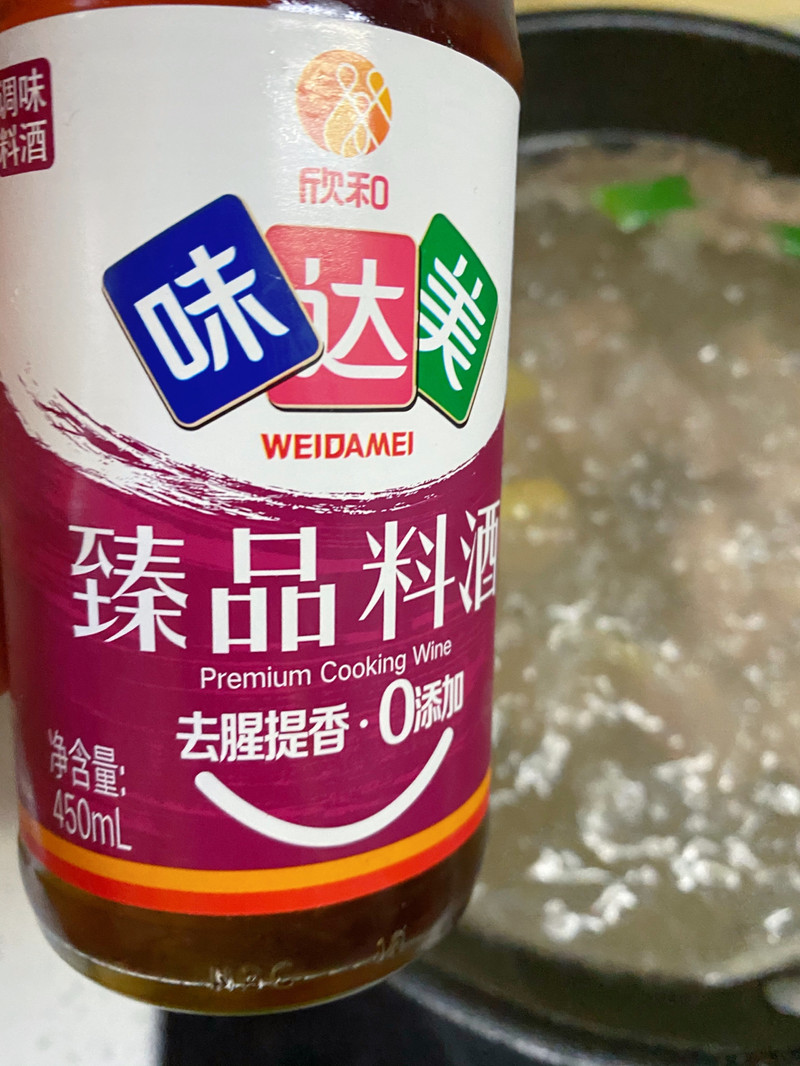 调味
料酒
欣和
味达美
WEIDAMEI
臻品料酒
Premium Cooking Wine
去腥提香·0添加
净含量:
450mL